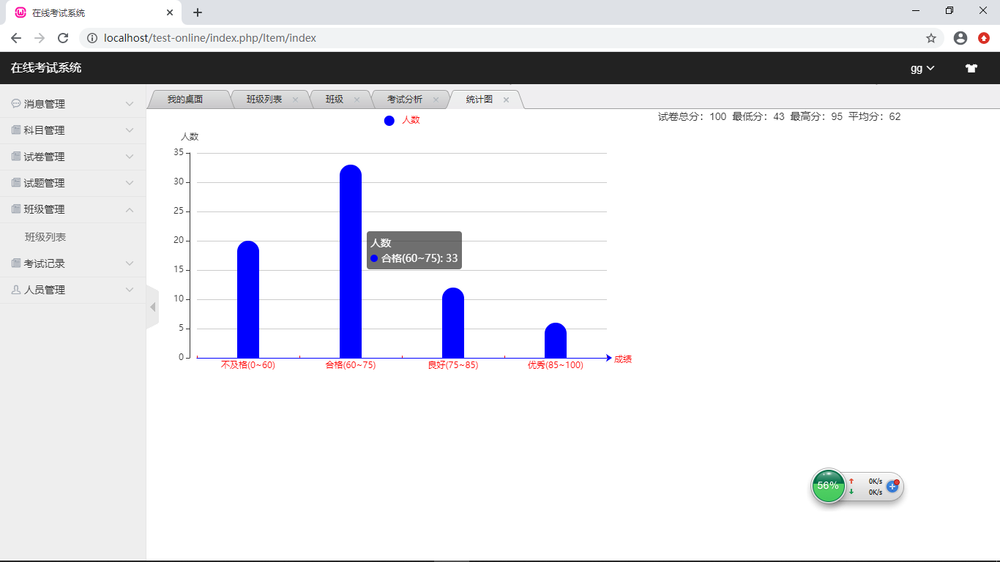 在线考试系统
localhost/test-online/index.php/Item/index
在线考试系统
gg
消息管理
科目管理
试卷管理
试题管理
班级管理
班级列表
考试记录
人员管理
我的桌面 班级列表 班级 考试分析 统计图
人数
试卷总分：100 最低分：43 最高分：95 平均分：62
人数
35
30
25
20
15
10
5
0
人数
合格(60~75): 33
不及格(0~60) 合格(60~75) 良好(75~85) 优秀(85~100)
成绩
56%
0K/s
0K/s